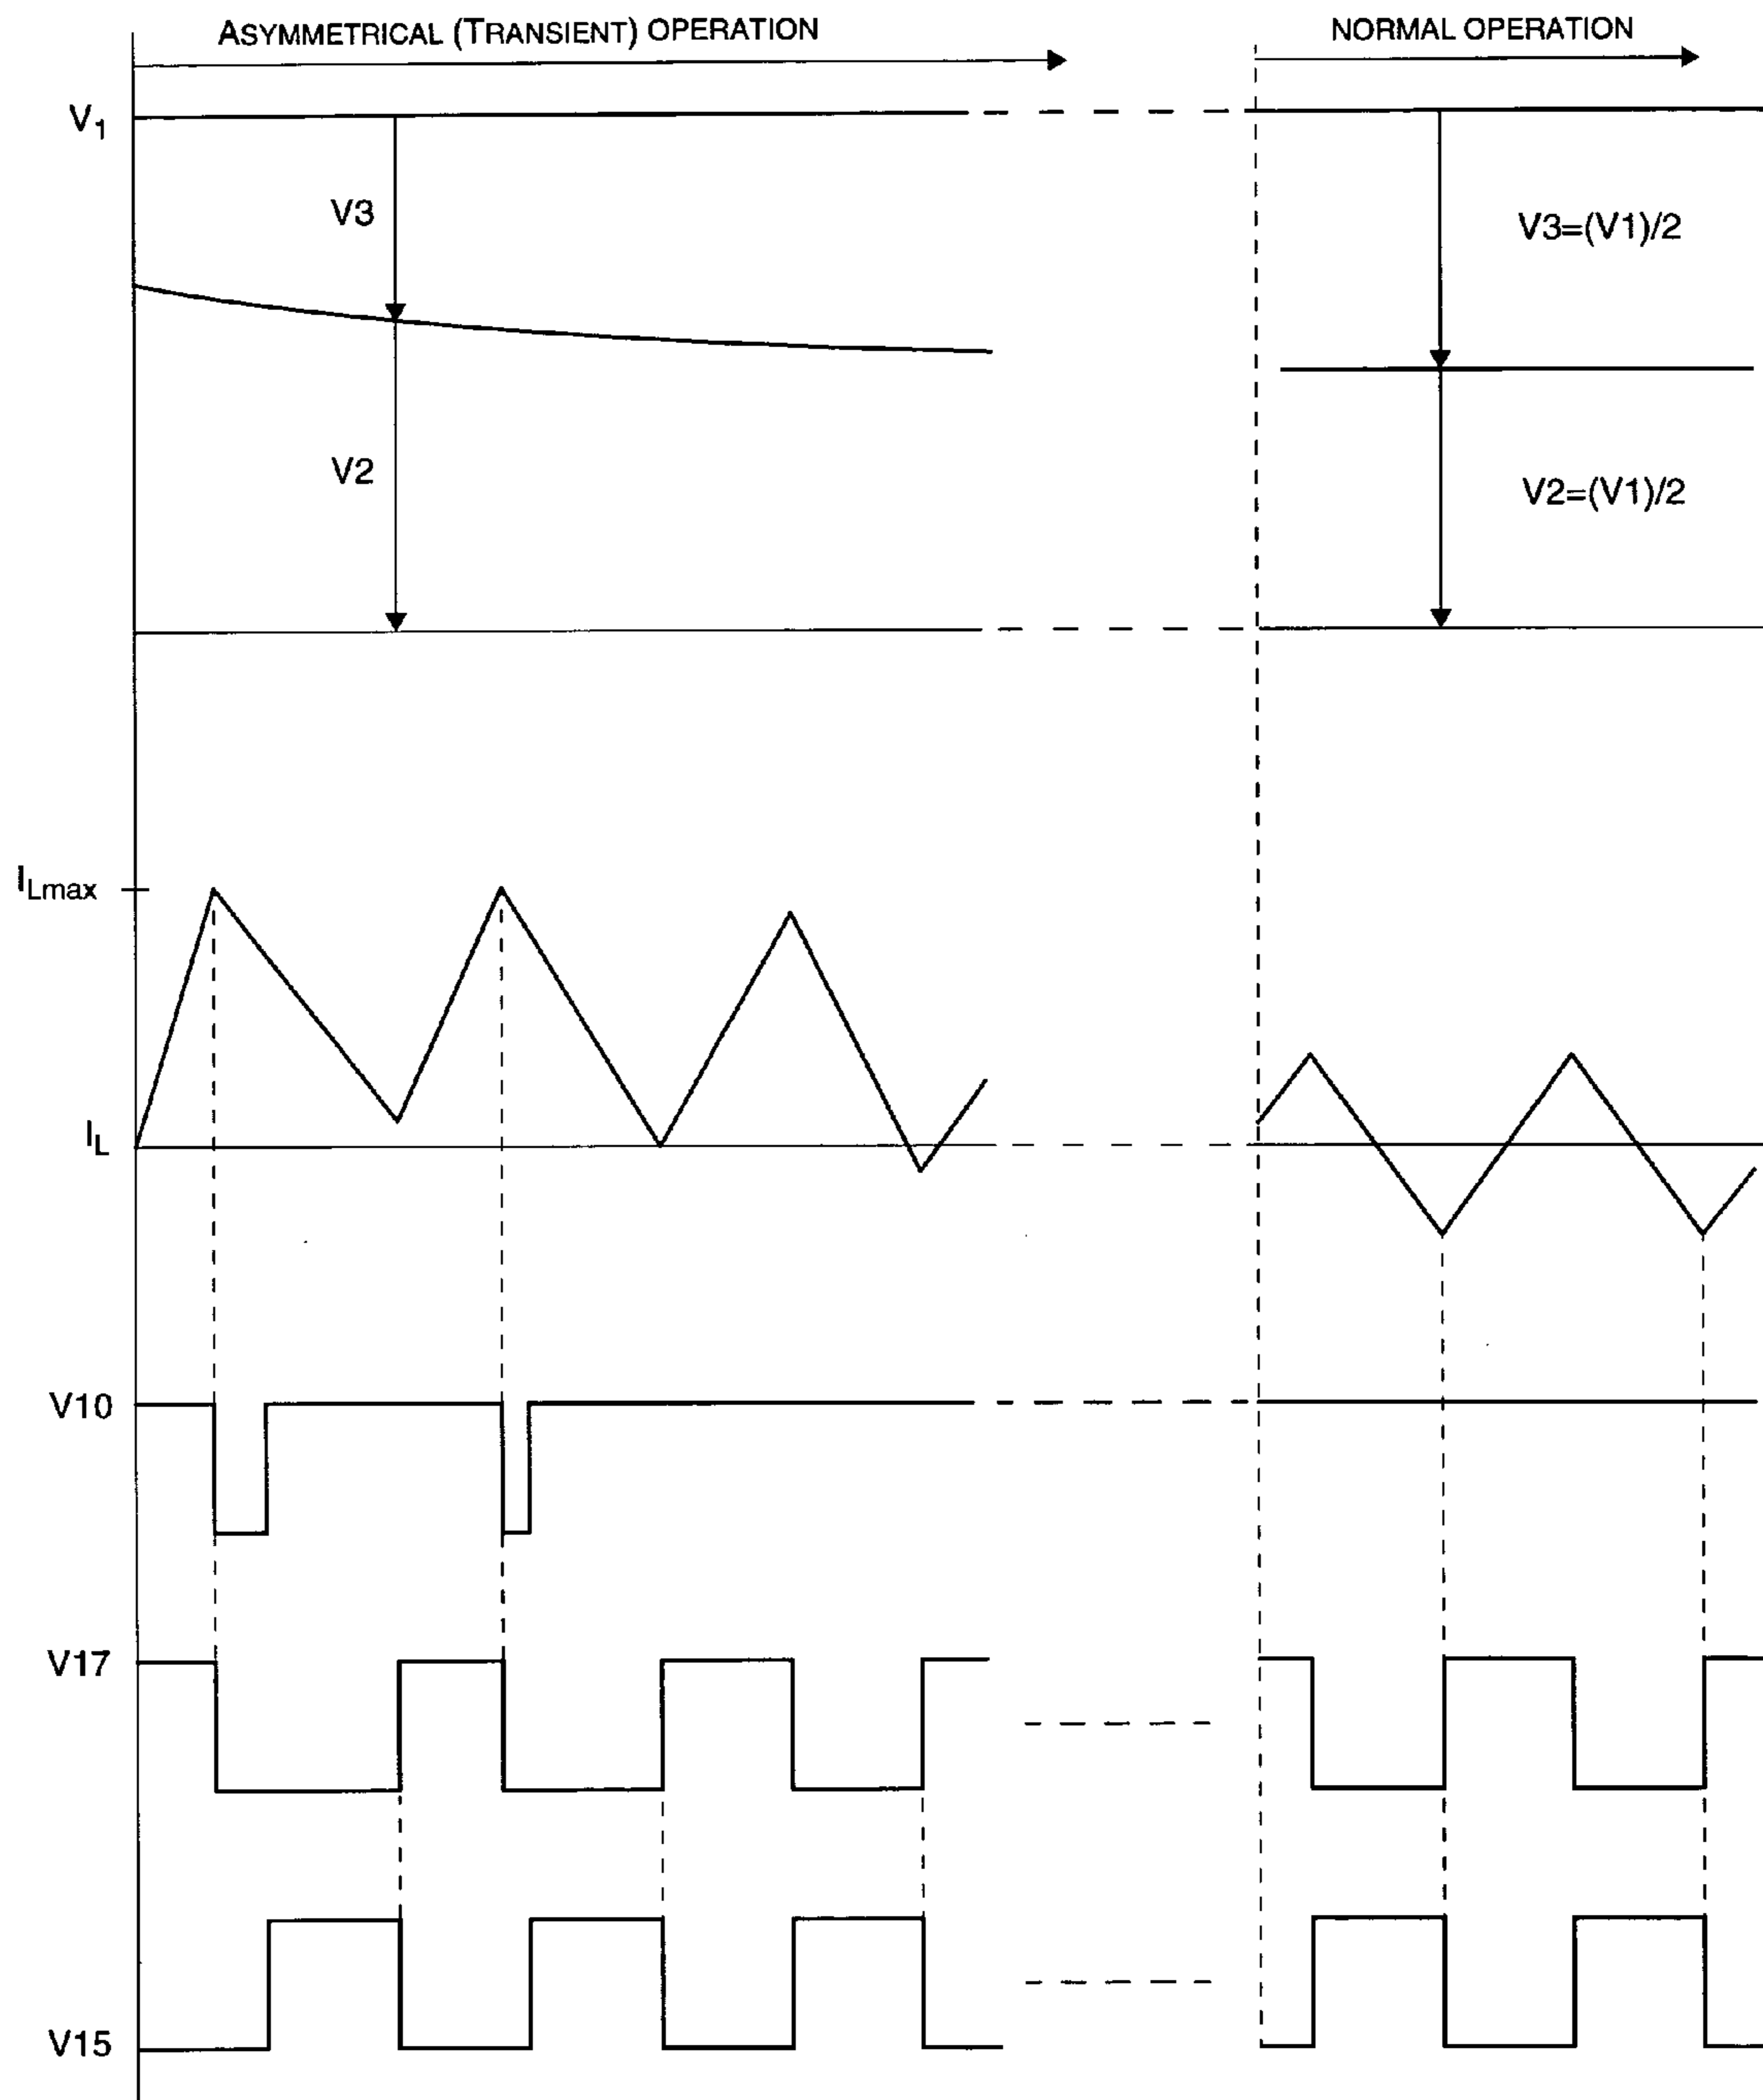 ASYMMETRICAL (TRANSIENT) OPERATION
NORMAL OPERATION
V1
V3
V3=(V1)/2
V2
V2=(V1)/2
ILmax
IL
V10
V17
V15